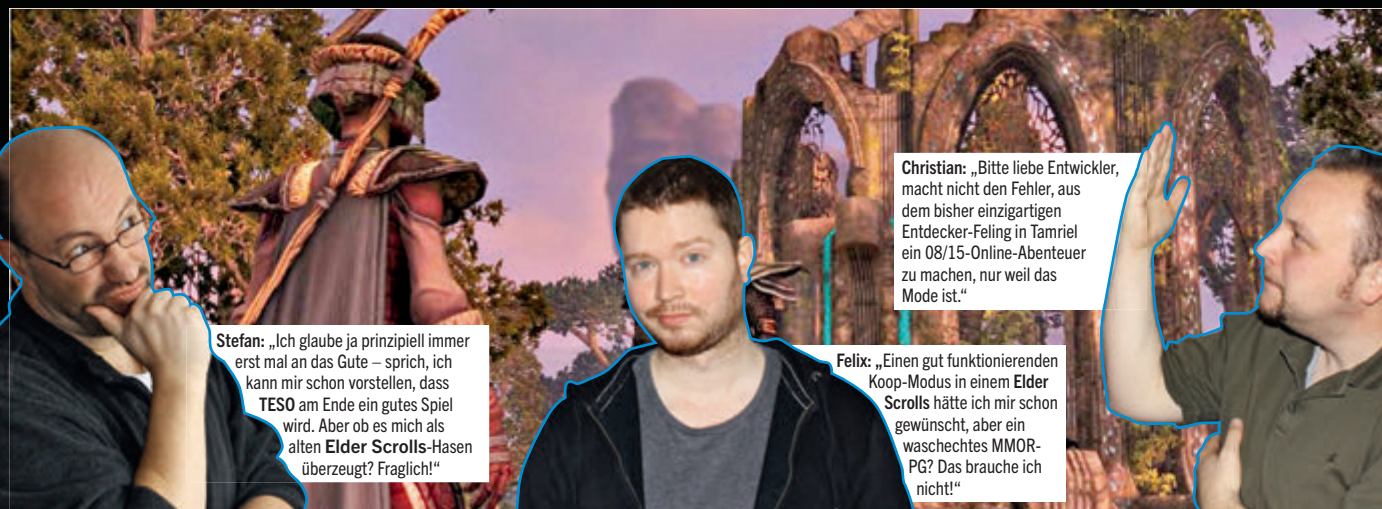 Stefan: „Ich glaube ja prinzipiell immer
erst mal an das Gute – sprich, ich
kann mir schon vorstellen, dass
TESO am Ende ein gutes Spiel
wird. Aber ob es mich als
alten Elder Scrolls-Hasen
überzeugt? Fraglich!“
Felix: „Einen gut funktionierenden
Koop-Modus in einem Elder
Scrolls hätte ich mir schon
gewünscht, aber ein
waschechtes MMOR-
PG? Das brauche ich
nicht!“
Christian: „Bitte liebe Entwickler,
macht nicht den Fehler, aus
dem bisher einzigartigen
Entdecker-Feling in Tamriel
ein 08/15-Online-Abenteuer
zu machen, nur weil das
Mode ist.“